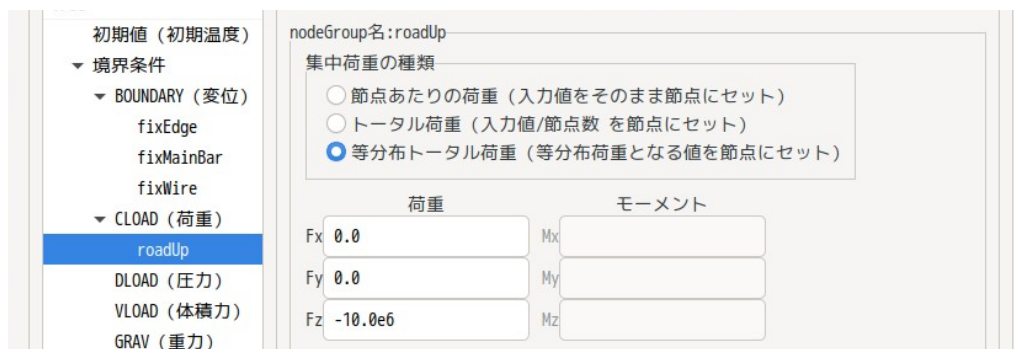 初期値（初期温度）
境界条件
BOUNDARY（変位）
fixEdge
fixMainBar
fixWire
CLOAD（荷重）
roadUp
DLOAD（圧力）
VLOAD（体積力）
GRAV（重力）
nodeGroup名:roadUp
集中荷重の種類
節点あたりの荷重（入力値をそのまま節点にセット）
トータル荷重（入力値/節点数 を節点にセット）
等分布トータル荷重（等分布荷重となる値を節点にセット）
荷重 モーメント
Fx 0.0 Mx
Fy 0.0 My
Fz -10.0e6 Mz